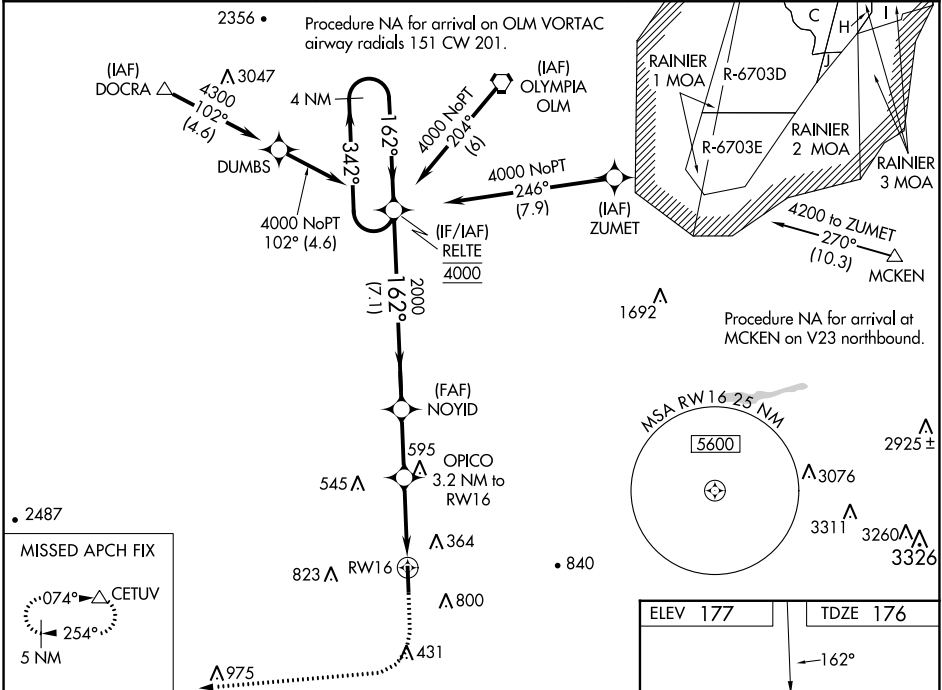 2356
Procedure NA for arrival on OLM VORTAC
airway radials 151 CW 201.
(IAF)
DOCRA
3047
4300
102°
(4.6)
DUMBS
4000 NoPT
102° (4.6)
4 NM
342°
162°
(IAF)
OLYMPIA
OLM
4000 NoPT
204°
(6)
4000 NoPT
246°
(7.9)
(IAF)
ZUMET
(IF/IAF)
RELTE
4000
RAINIER
1 MOA
R-6703D
R-6703E
C
H
I
J
RAINIER
2 MOA
RAINIER
3 MOA
4200 to ZUMET
270°
(10.3)
MCKEN
Procedure NA for arrival at
MCKEN on V23 northbound.
1692
2000
162°
(7.1)
(FAF)
NOYID
595
OPICO
3.2 NM to
RW16
545
364
RW16
823
800
840
431
975
2487
MISSED APCH FIX
074°
CETUV
254°
5 NM
MSA RW16 25 NM
5600
2925 ±
3076
3311
3260
3326
ELEV 177
TDZE 176
162°